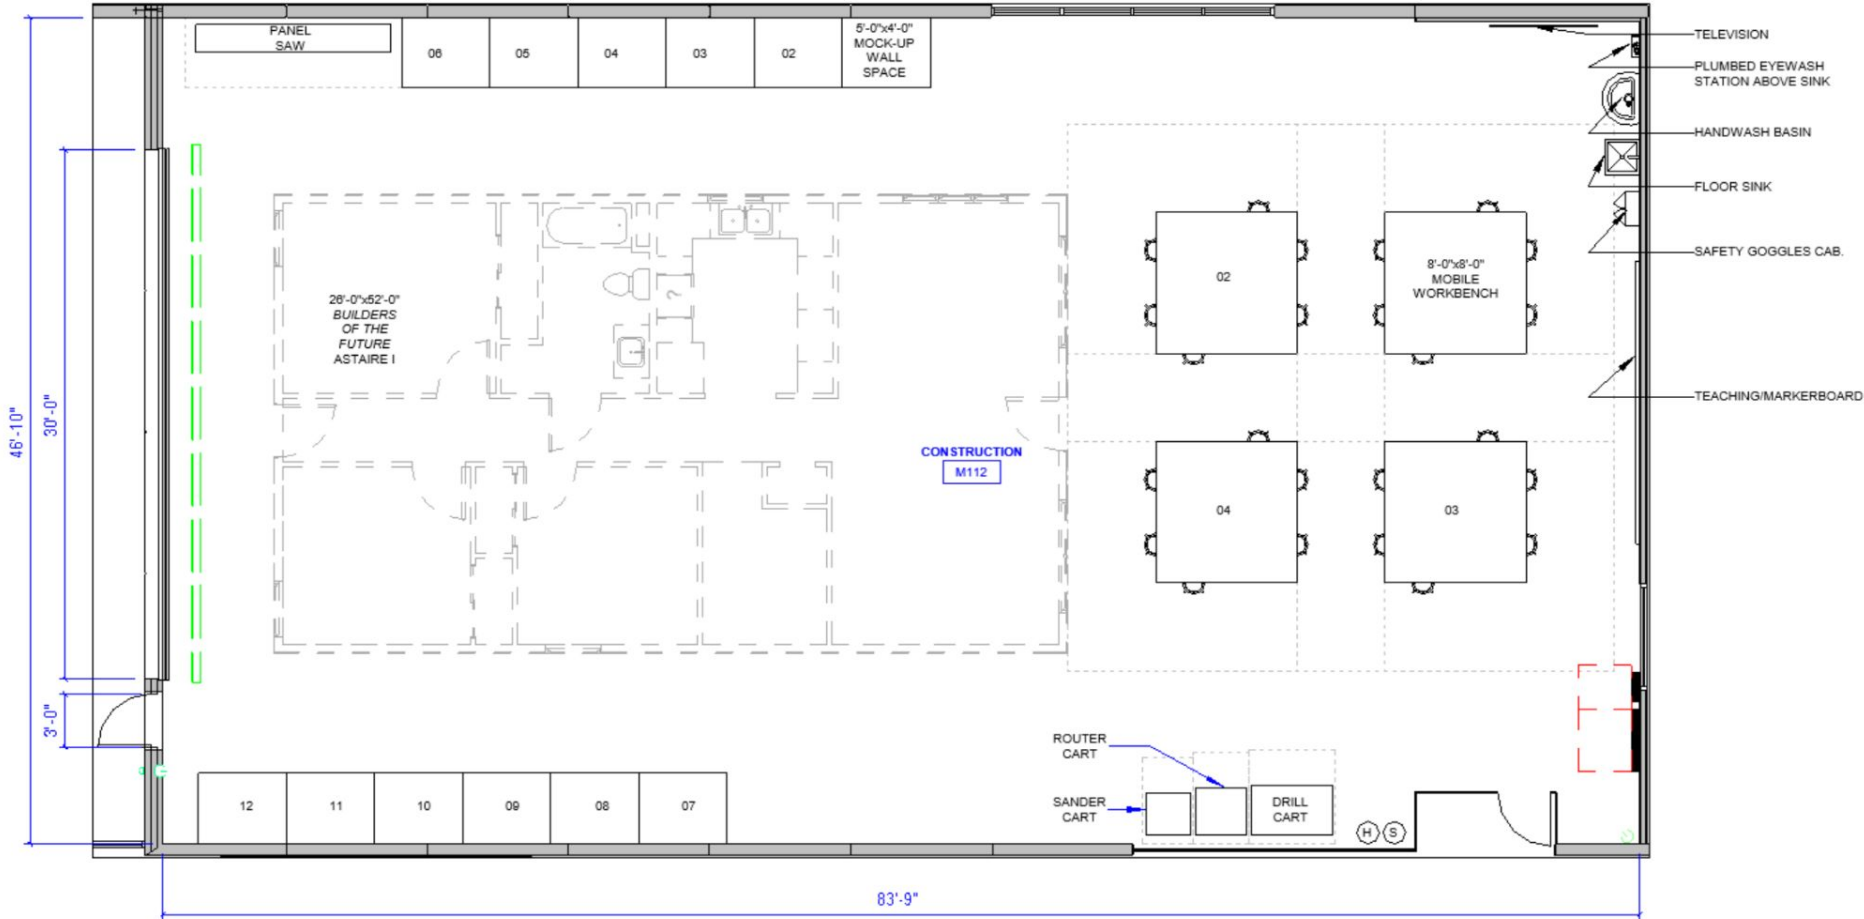 PANEL
SAW
06
05
04
03
02
5'-0"x4'-0"
MOCK-UP
WALL
SPACE
TELEVISION
PLUMBED EYEWASH
STATION ABOVE SINK
HANDWASH BASIN
FLOOR SINK
SAFETY GOGGLES CAB.
TEACHING/MARKERBOARD
02
8'-0"x8'-0"
MOBILE
WORKBENCH
26'-0"x52'-0"
BUILDERS
OF THE
FUTURE
ASTAIRE I
?
46'-10"
30'-0"
3'-0"
CONSTRUCTION
M112
04
03
ROUTER
CART
SANDER
CART
DRILL
CART
H
S
12
11
10
09
08
07
83'-9"